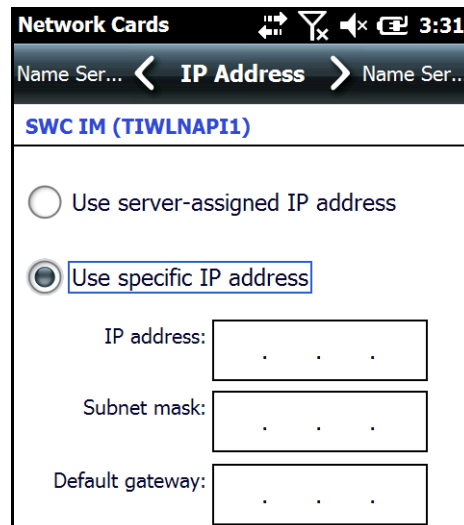 Network Cards 3:31
Name Ser... IP Address Name Ser..
SWC IM (TIWLNAPI1)
Use server-assigned IP address
Use specific IP address
IP address: . . .
Subnet mask: . . .
Default gateway: . . .